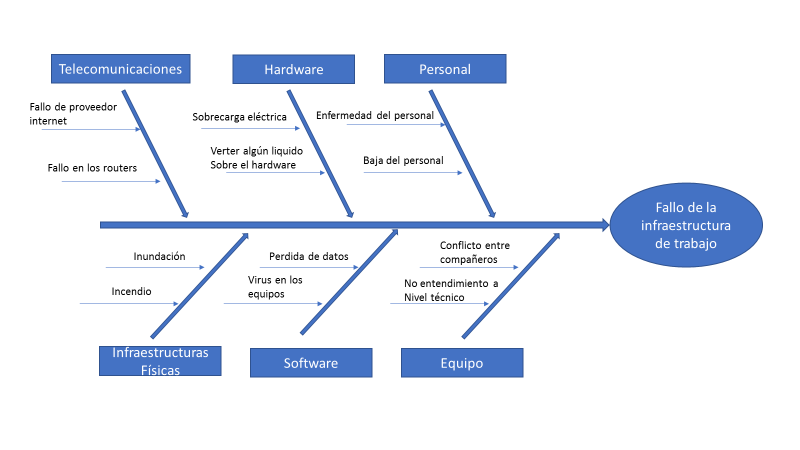 Telecomunicaciones
Hardware
Personal
Fallo de proveedor
internet
Sobrecarga eléctrica
Enfermedad del personal
Fallo en los routers
Verter algún liquido
Sobre el hardware
Baja del personal
Fallo de la
infraestructura
de trabajo
Inundación
Incendio
Perdida de datos
Virus en los
equipos
Conflicto entre
compañeros
No entendimiento a
Nivel técnico
Infraestructuras
Físicas
Software
Equipo